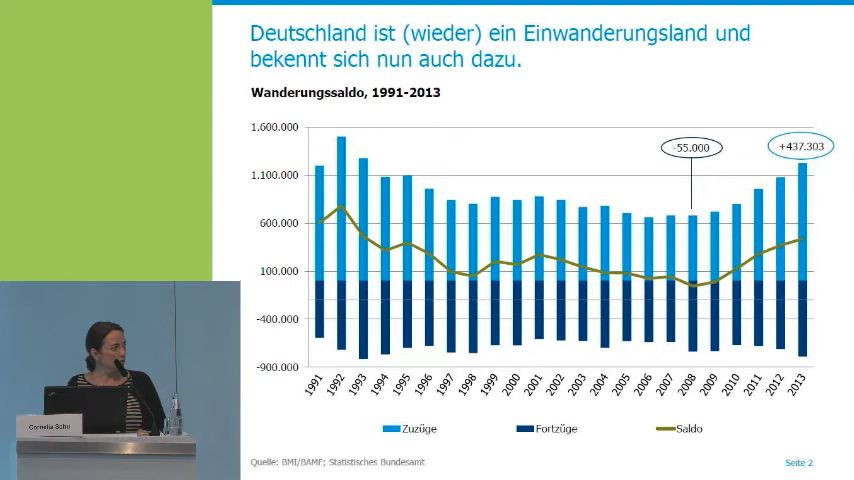 Deutschland ist (wieder) ein Einwanderungsland und
bekennt sich nun auch dazu.
Wanderungssaldo, 1991-2013
1.600.000
1.100.000
600.000
100.000
-400.000
-900.000
-55.000
+437.303
1991 1992 1993 1994 1995 1996 1997 1998 1999 2000 2001 2002 2003 2004 2005 2006 2007 2008 2009 2010 2011 2012 2013
Zuzüge Fortzüge Saldo
Quelle: BMI/BAMF; Statistisches Bundesamt
Seite 2
Cornelia Schu